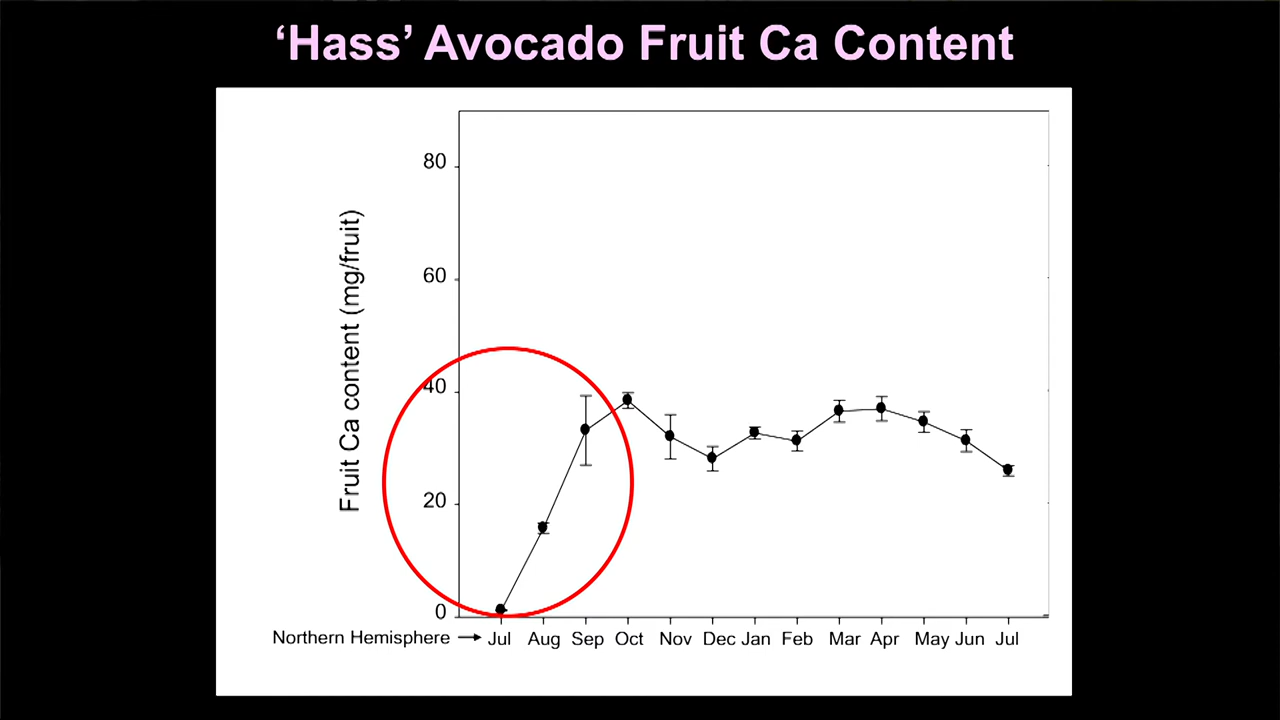 ‘Hass’ Avocado Fruit Ca Content
Fruit Ca content (mg/fruit)
80
60
40
20
0
Northern Hemisphere → Jul Aug Sep Oct Nov Dec Jan Feb Mar Apr May Jun Jul